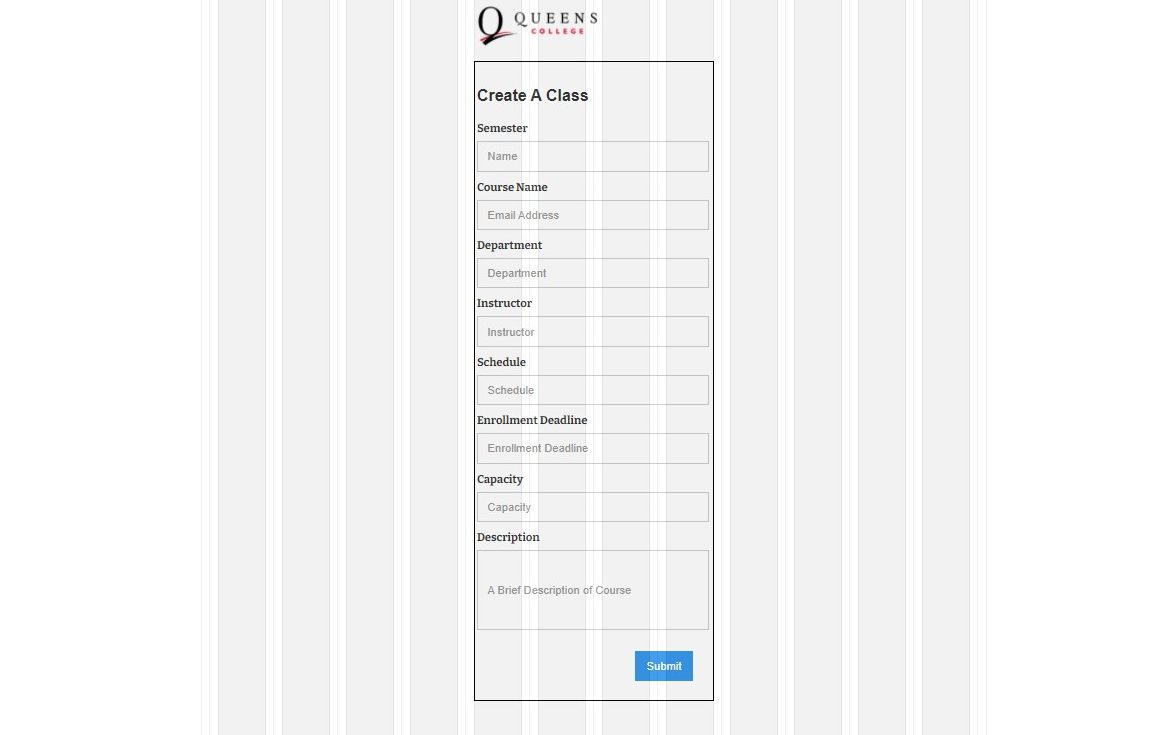 QUEENS
COLLEGE
Create A Class
Semester
Name
Course Name
Email Address
Department
Department
Instructor
Instructor
Schedule
Schedule
Enrollment Deadline
Enrollment Deadline
Capacity
Capacity
Description
A Brief Description of Course
Submit